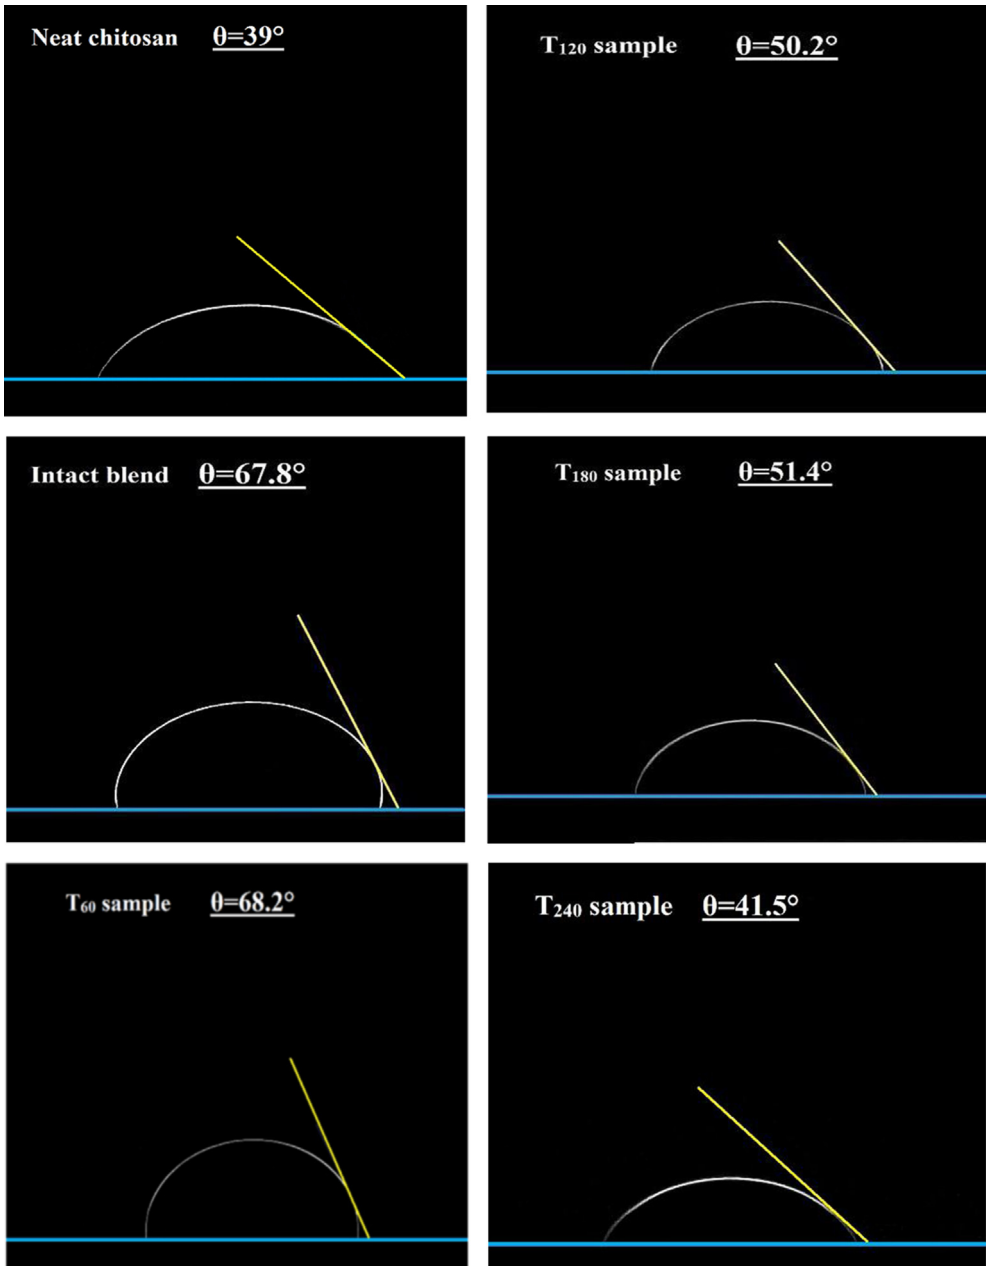 Neat chitosan θ=39°
T₁₂₀ sample θ=50.2°
Intact blend θ=67.8°
T₁₈₀ sample θ=51.4°
T₆₀ sample θ=68.2°
T₂₄₀ sample θ=41.5°